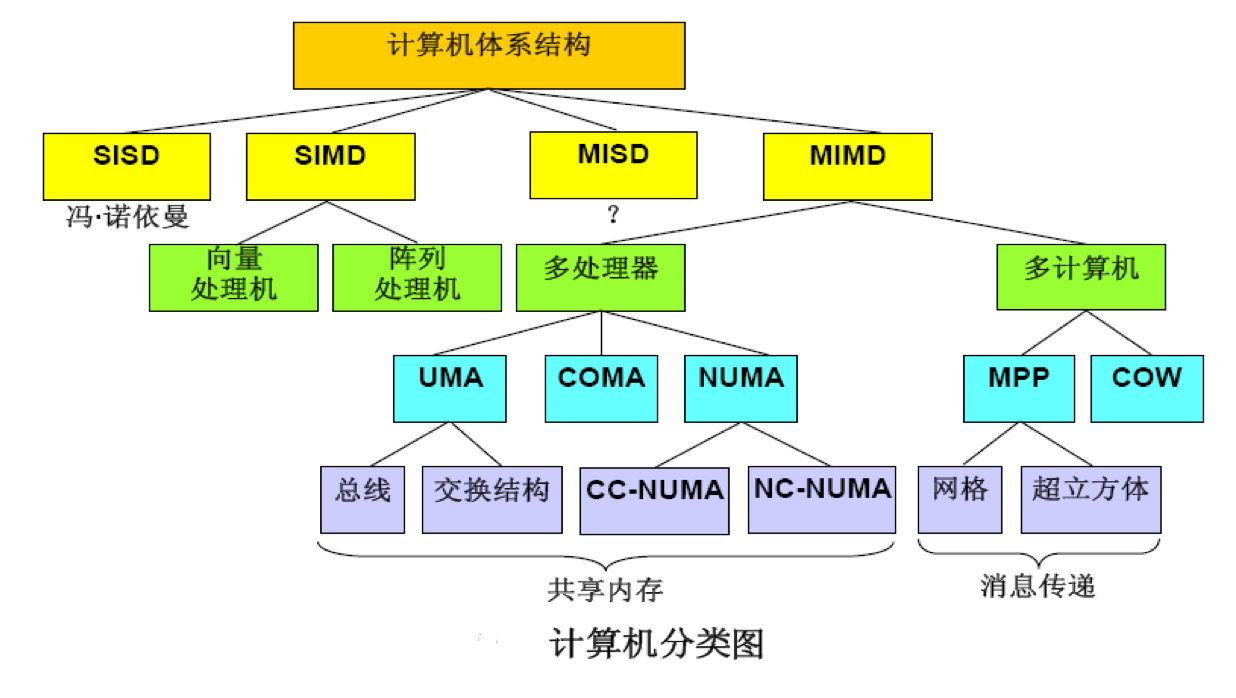 计算机体系结构
SISD
SIMD
MISD
MIMD
冯·诺依曼
?
向量
处理机
阵列
处理机
多处理器
多计算机
UMA
COMA
NUMA
MPP
COW
总线
交换结构
CC-NUMA
NC-NUMA
网格
超立方体
共享内存
消息传递
计算机分类图